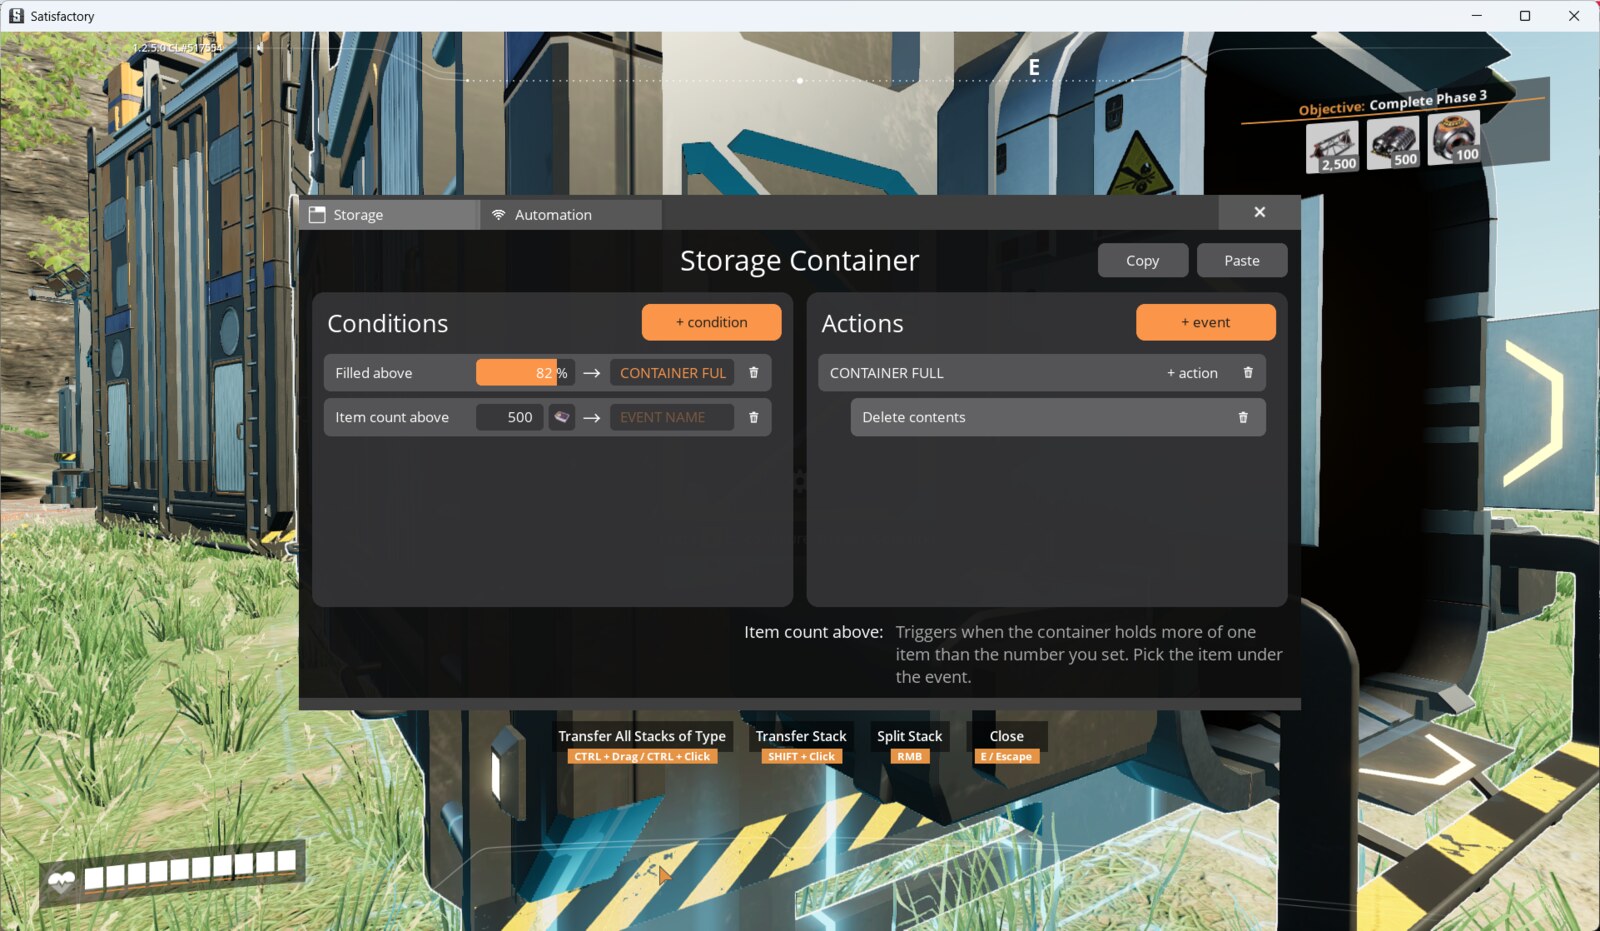 Satisfactory
E
Objective: Complete Phase 3
2,500
500
100
Storage
Automation
Storage Container
Copy
Paste
Conditions
+ condition
Filled above
82 %
CONTAINER FUL
Item count above
500
EVENT NAME
Actions
+ event
CONTAINER FULL
+ action
Delete contents
Item count above:
Triggers when the container holds more of one
item than the number you set. Pick the item under
the event.
Transfer All Stacks of Type
CTRL + Drag / CTRL + Click
Transfer Stack
SHIFT + Click
Split Stack
RMB
Close
E / Escape